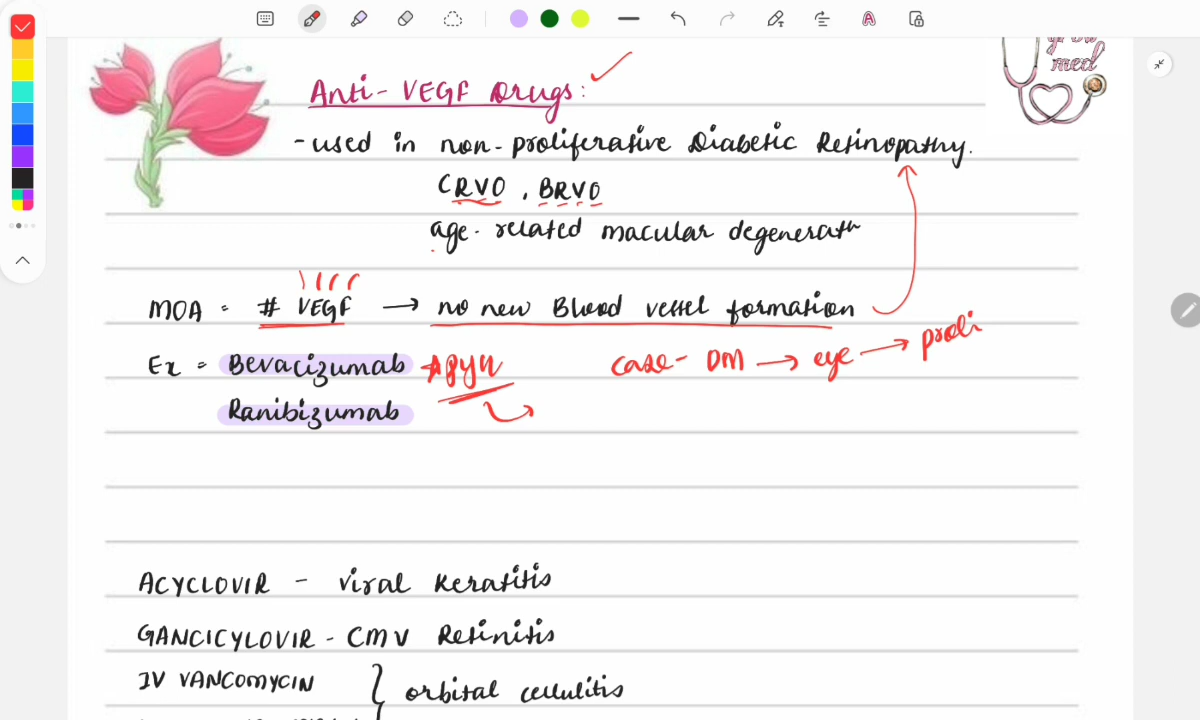 grow
med
Anti-VEGF Drugs:
- used in non-proliferative Diabetic Retinopathy.
CRVO, BRVO
age-related macular degenerath
MOA = # VEGF → no new Blood vessel formation
Ex = Bevacizumab *APYN case - DM → eye → proli
Ranibizumab
ACYCLOVIR - viral keratitis
GANCICYLOVIR - CMV Retinitis
IV VANCOMYCIN } orbital cellulitis